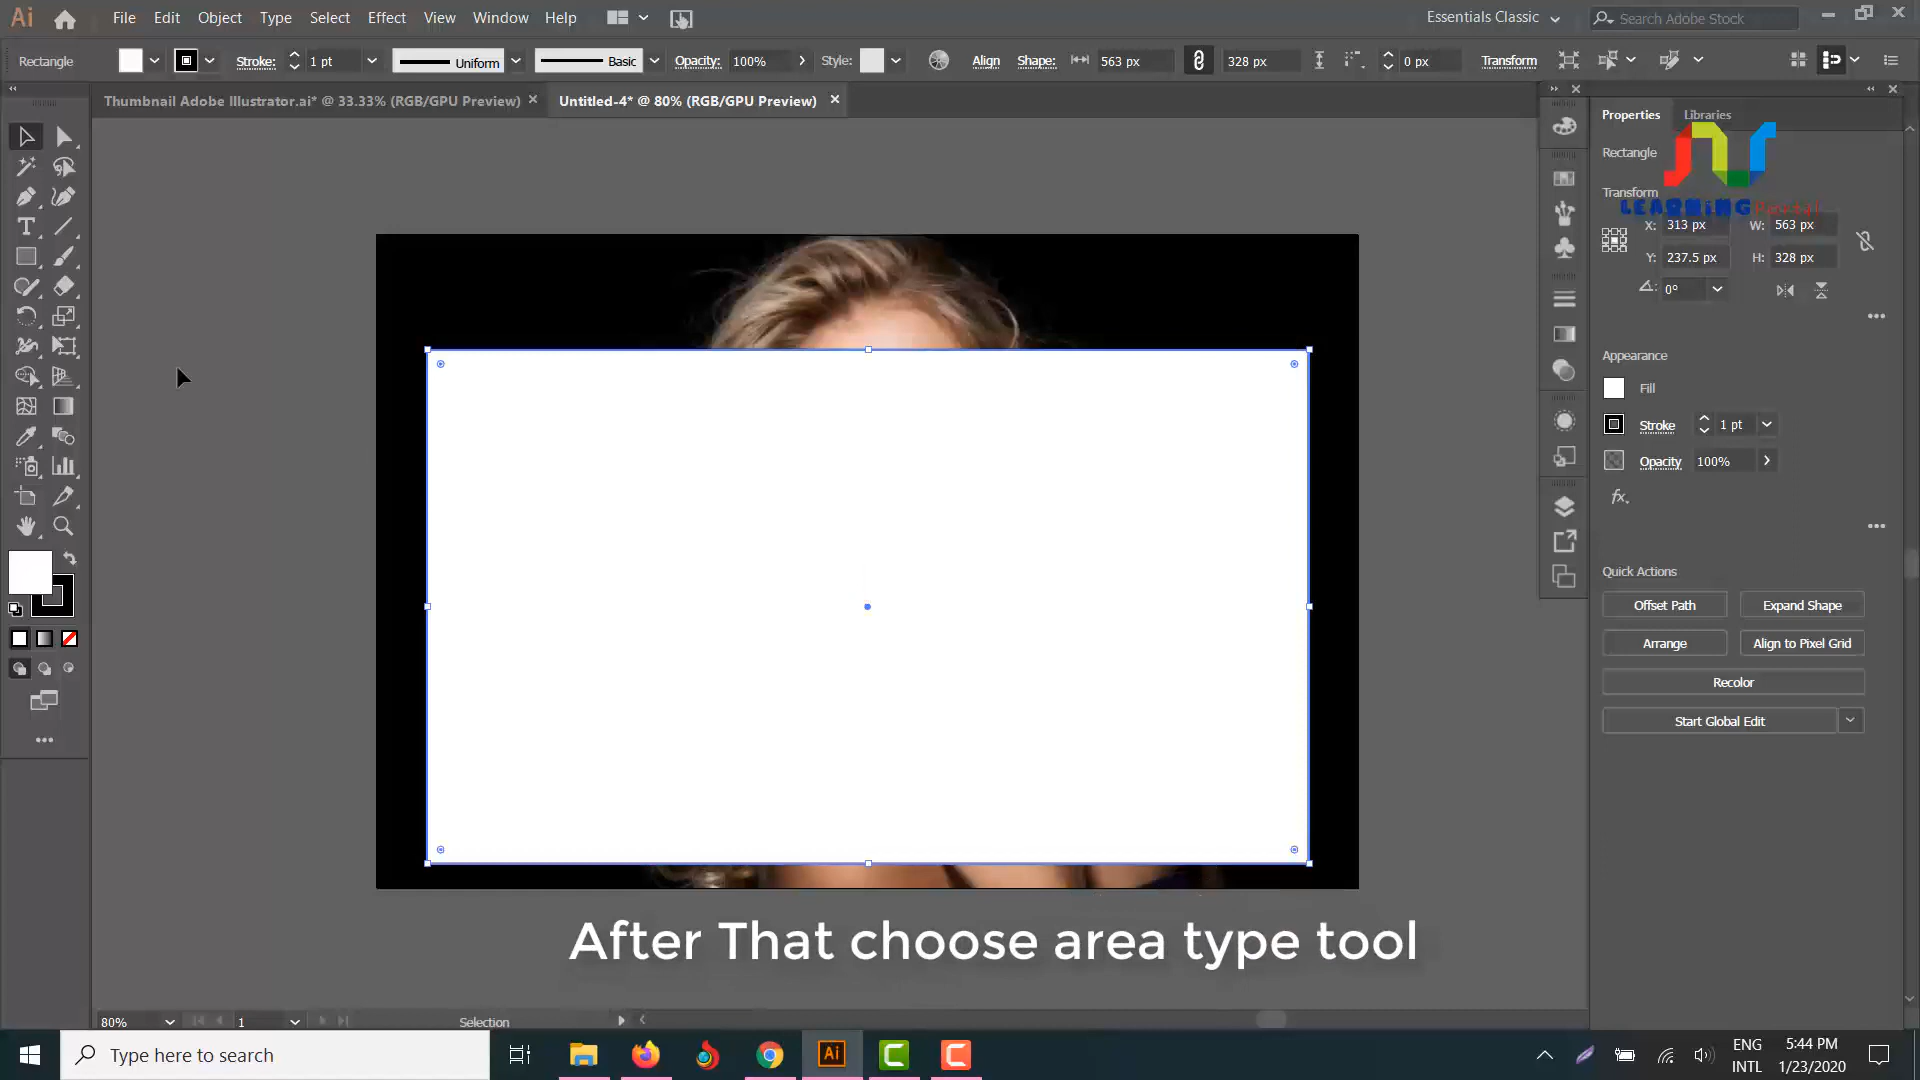 Ai File Edit Object Type Select Effect View Window Help Essentials Classic Search Adobe Stock
Rectangle Stroke: 1 pt Uniform Basic Opacity: 100% Style: Align Shape: 563 px 328 px 0 px Transform
Thumbnail Adobe Illustrator.ai* @ 33.33% (RGB/GPU Preview) Untitled-4* @ 80% (RGB/GPU Preview)
Properties Libraries
Rectangle
Transform
LEARNING Portal
X: 313 px W: 563 px
Y: 237.5 px H: 328 px
0°
Appearance
Fill
Stroke 1 pt
Opacity 100%
fx.
Quick Actions
Offset Path Expand Shape
Arrange Align to Pixel Grid
Recolor
Start Global Edit
After That choose area type tool
80% 1 Selection
Type here to search
Ai
ENG
INTL
5:44 PM
1/23/2020